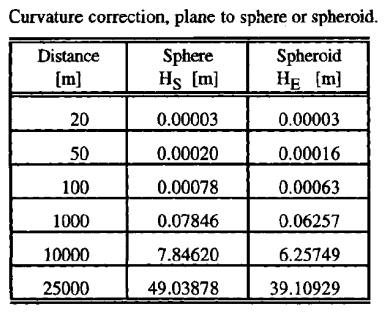 Curvature correction, plane to sphere or spheroid.
Distance Sphere Spheroid
[m] HS [m] HE [m]
20 0.00003 0.00003
50 0.00020 0.00016
100 0.00078 0.00063
1000 0.07846 0.06257
10000 7.84620 6.25749
25000 49.03878 39.10929